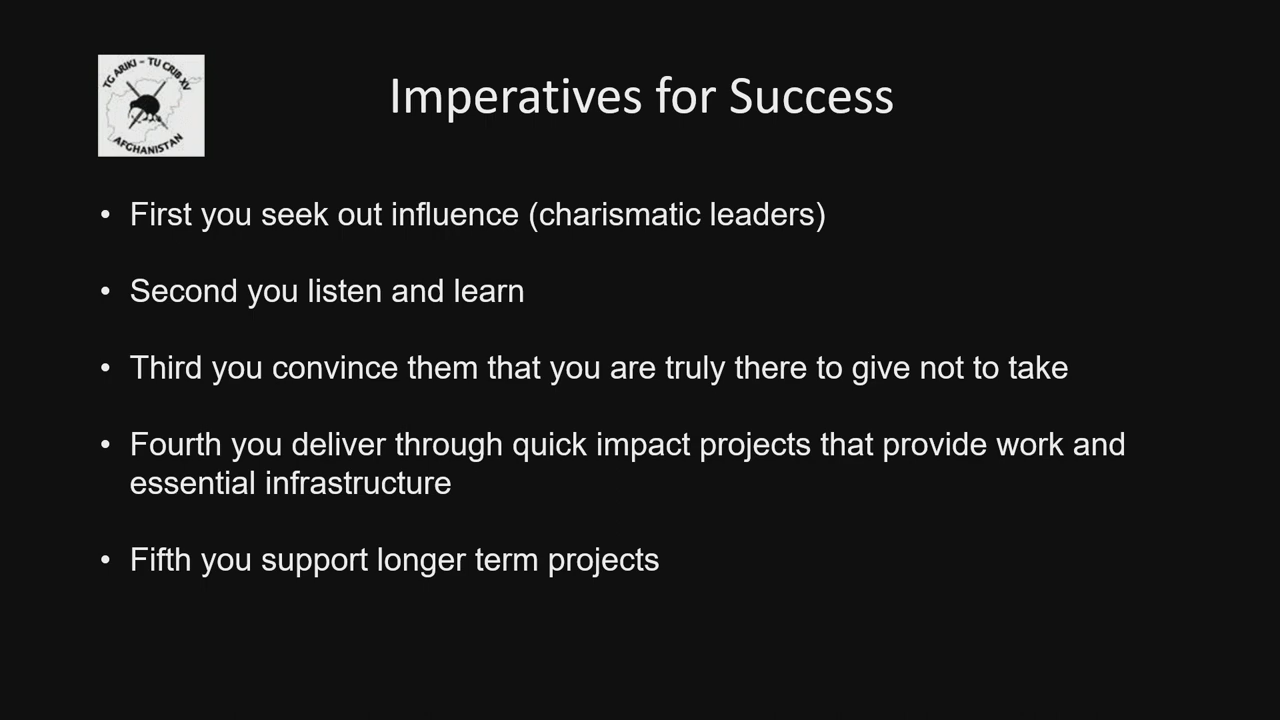 TG ARIKI – TU CRIB XV
AFGHANISTAN
Imperatives for Success
• First you seek out influence (charismatic leaders)
• Second you listen and learn
• Third you convince them that you are truly there to give not to take
• Fourth you deliver through quick impact projects that provide work and
essential infrastructure
• Fifth you support longer term projects